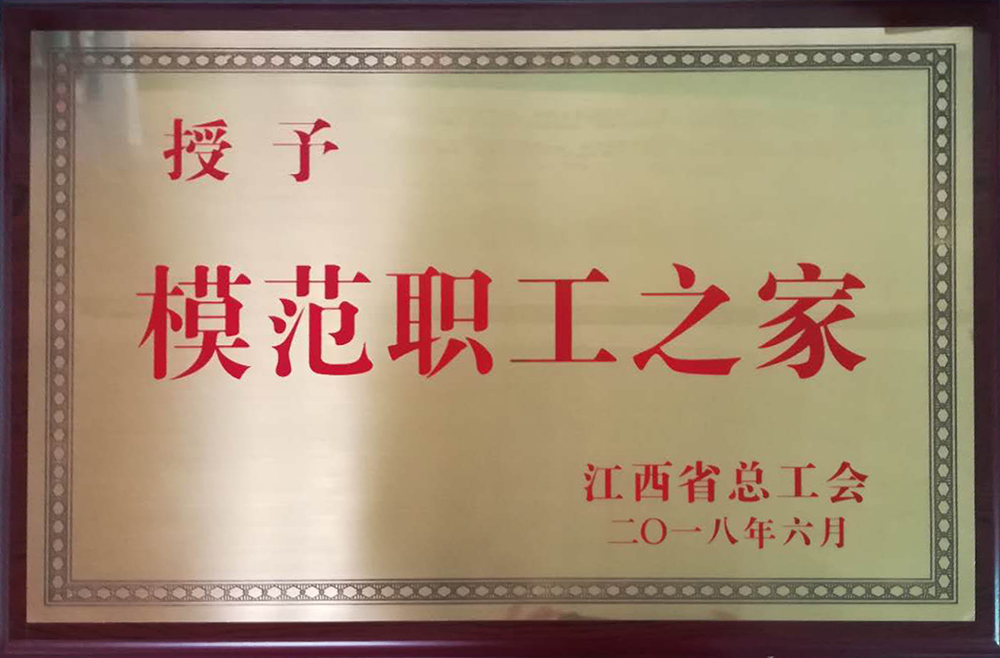 授予
模范职工之家
江西省总工会
二〇一八年六月